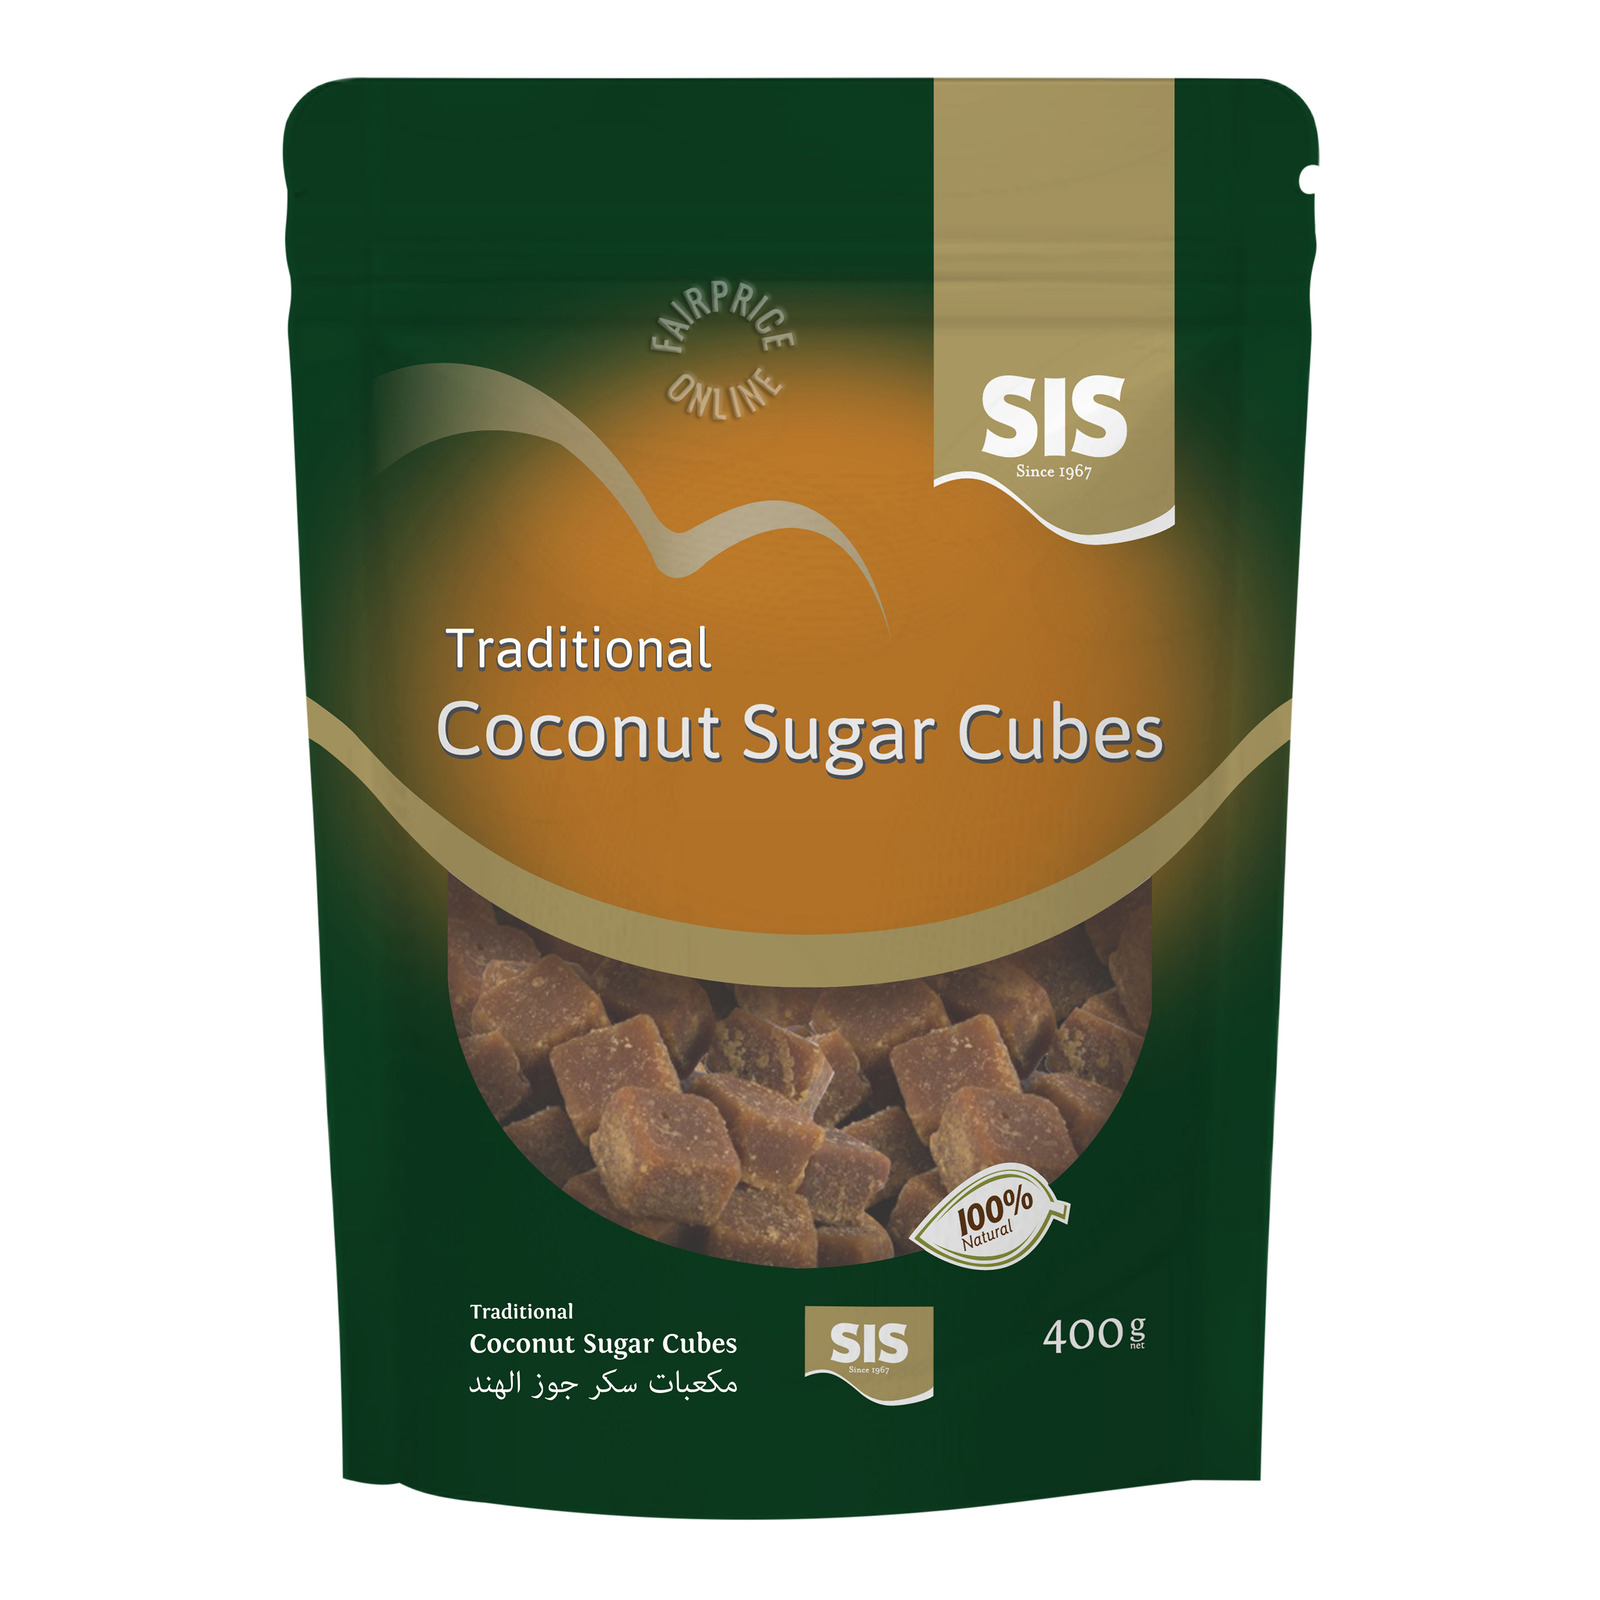 FAIRPRICE
ONLINE
SIS
Since 1967
Traditional
Coconut Sugar Cubes
100%
Natural
Traditional
Coconut Sugar Cubes
مكعبات سكر جوز الهند
SIS
Since 1967
400g
net